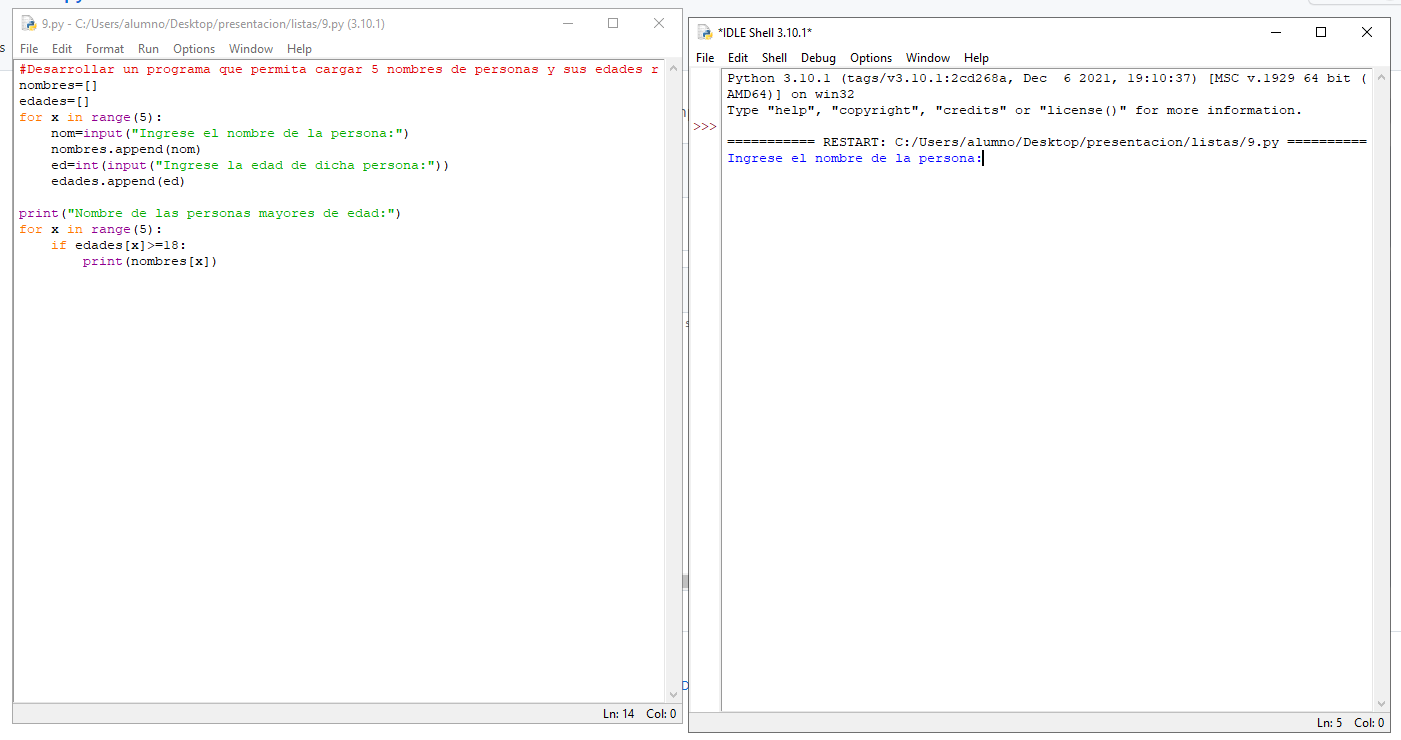 9.py - C:/Users/alumno/Desktop/presentacion/listas/9.py (3.10.1)
File Edit Format Run Options Window Help
#Desarrollar un programa que permita cargar 5 nombres de personas y sus edades r
nombres=[]
edades=[]
for x in range(5):
    nom=input("Ingrese el nombre de la persona:")
    nombres.append(nom)
    ed=int(input("Ingrese la edad de dicha persona:"))
    edades.append(ed)
print("Nombre de las personas mayores de edad:")
for x in range(5):
    if edades[x]>=18:
        print(nombres[x])
Ln: 14 Col: 0
*IDLE Shell 3.10.1*
File Edit Shell Debug Options Window Help
Python 3.10.1 (tags/v3.10.1:2cd268a, Dec  6 2021, 19:10:37) [MSC v.1929 64 bit (
AMD64)] on win32
Type "help", "copyright", "credits" or "license()" for more information.
>>>
=========== RESTART: C:/Users/alumno/Desktop/presentacion/listas/9.py ==========
Ingrese el nombre de la persona:
Ln: 5 Col: 0